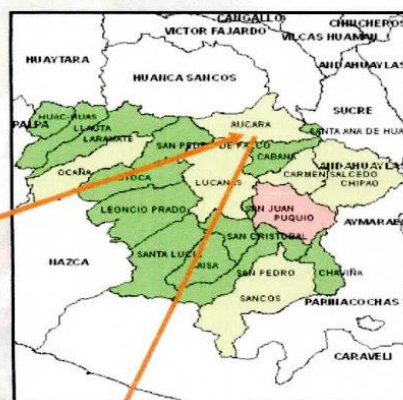 CANGALLO
VICTOR FAJARDO
CHINCHEROS
VILCAS HUAMAN
HUAYTARA
ANDAHUAYLAS
HUANCA SANCOS
SUCRE
AUCARA
HUAC-HUAS
PALPA
LLAUTA
SANTA ANA DE HUA
LARAMATE
SAN PEDRO DE PALCO
CABANA
ANDAHUAYLAS
OCAÑA
OTOCA
LUCANAS
CARMEN SALCEDO
CHIPAO
LEONCIO PRADO
SAN JUAN
PUQUIO
AYMARAE
SAN CRISTOBAL
NAZCA
SANTA LUCIA
SAISA
SAN PEDRO
CHAVIÑA
SANCOS
PARINACOCHAS
CARAVELI